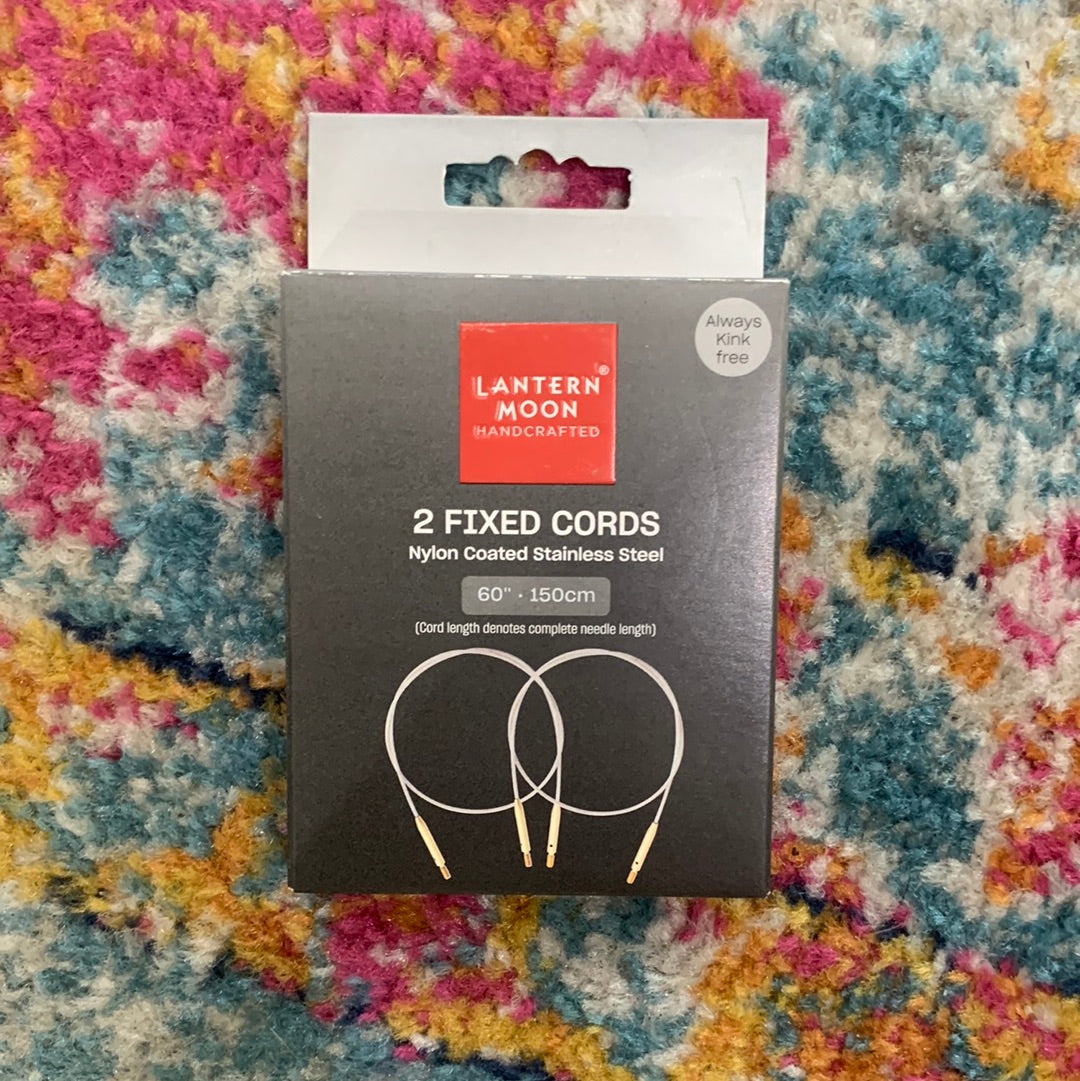 Always
Kink
free
LANTERN®
MOON
HANDCRAFTED
2 FIXED CORDS
Nylon Coated Stainless Steel
60" · 150cm
(Cord length denotes complete needle length)